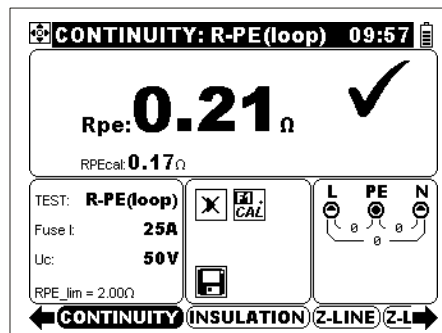 CONTINUITY: R-PE(loop) 09:57
Rpe: 0.21 Ω
RPEcal: 0.17Ω
TEST: R-PE(loop)
Fuse I: 25A
Uc: 50V
RPE_lim = 2.00Ω
F1
CAL
L PE N
0 0
0
CONTINUITY INSULATION Z-LINE Z-L